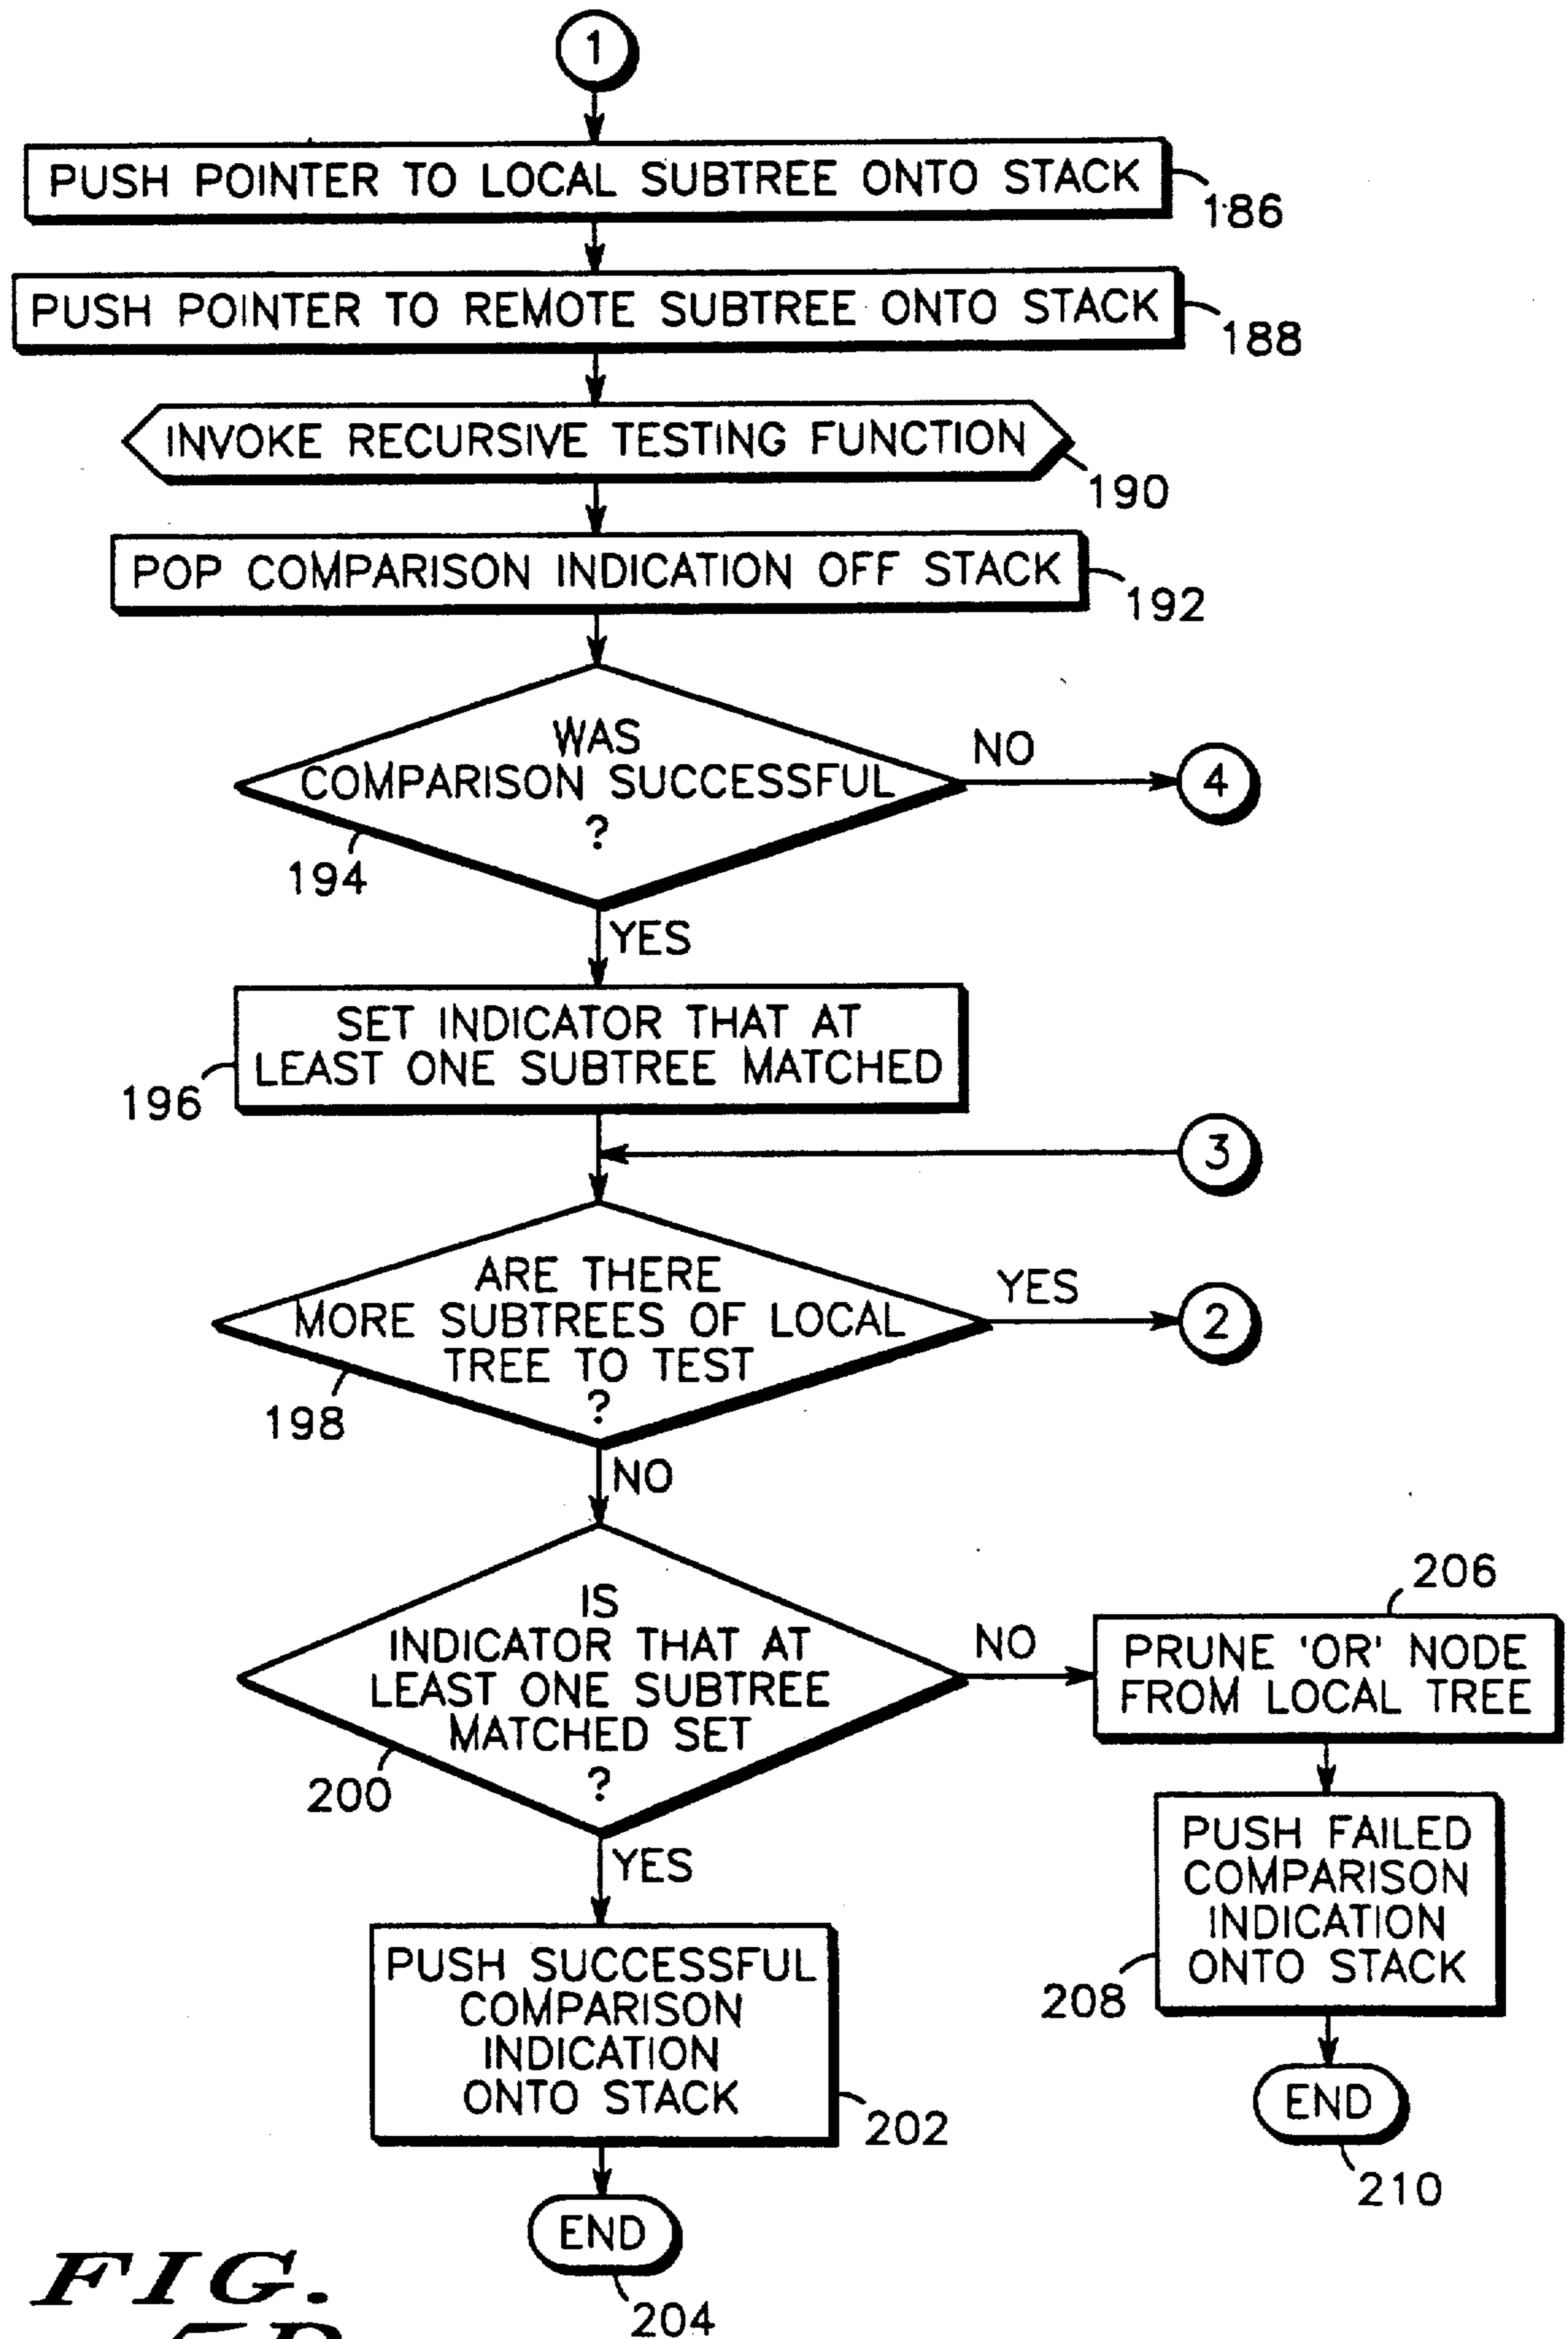 1
PUSH POINTER TO LOCAL SUBTREE ONTO STACK
186
PUSH POINTER TO REMOTE SUBTREE ONTO STACK
188
INVOKE RECURSIVE TESTING FUNCTION
190
POP COMPARISON INDICATION OFF STACK
192
WAS
COMPARISON SUCCESSFUL
?
194
NO
4
YES
SET INDICATOR THAT AT
LEAST ONE SUBTREE MATCHED
196
3
ARE THERE
MORE SUBTREES OF LOCAL
TREE TO TEST
?
198
YES
2
NO
IS
INDICATOR THAT AT
LEAST ONE SUBTREE
MATCHED SET
?
200
NO
206
PRUNE 'OR' NODE
FROM LOCAL TREE
YES
PUSH FAILED
COMPARISON
INDICATION
ONTO STACK
208
PUSH SUCCESSFUL
COMPARISON
INDICATION
ONTO STACK
202
END
210
END
204
FIG.